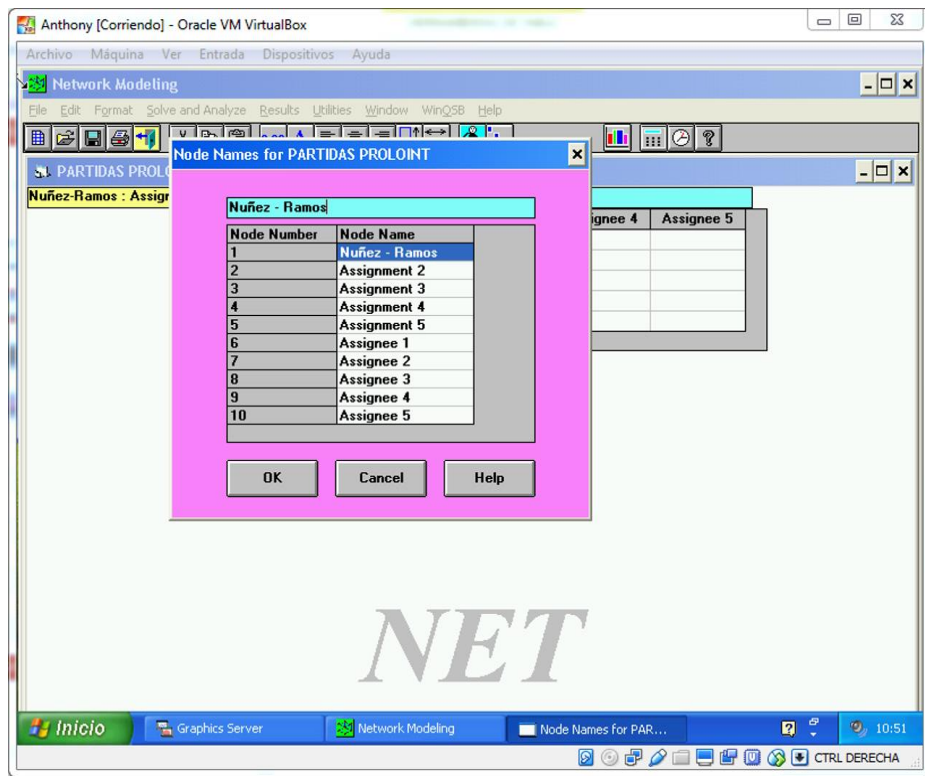 Anthony [Corriendo] - Oracle VM VirtualBox
Archivo Máquina Ver Entrada Dispositivos Ayuda
Network Modeling
File Edit Format Solve and Analyze Results Utilities Window WinQSB Help
Node Names for PARTIDAS PROLOINT
PARTIDAS PROLO
Nuñez-Ramos : Assign
Nuñez - Ramos
ignee 4 Assignee 5
Node Number Node Name
1 Nuñez - Ramos
2 Assignment 2
3 Assignment 3
4 Assignment 4
5 Assignment 5
6 Assignee 1
7 Assignee 2
8 Assignee 3
9 Assignee 4
10 Assignee 5
OK Cancel Help
NET
Inicio Graphics Server Network Modeling Node Names for PAR... 10:51
CTRL DERECHA